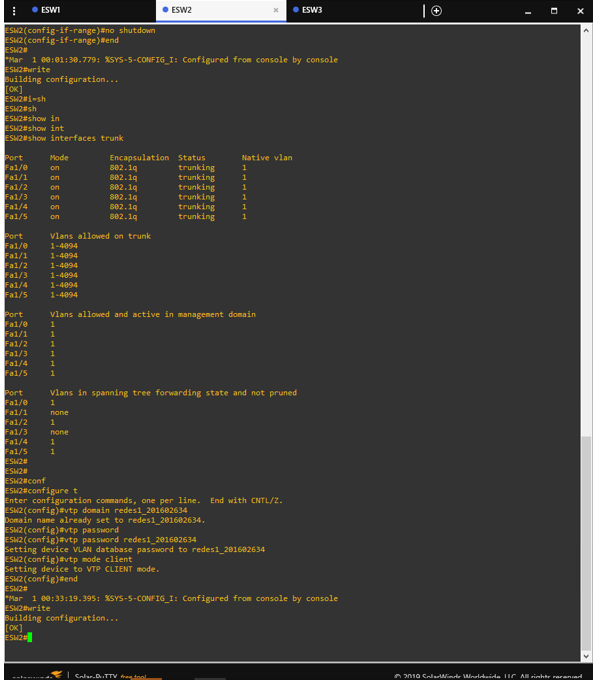 ESW1
ESW2
ESW3
ESW2(config-if-range)#no shutdown
ESW2(config-if-range)#end
ESW2#
*Mar  1 00:01:30.779: %SYS-5-CONFIG_I: Configured from console by console
ESW2#write
Building configuration...
[OK]
ESW2#i=sh
ESW2#sh
ESW2#show in
ESW2#show int
ESW2#show interfaces trunk
Port      Mode         Encapsulation  Status        Native vlan
Fa1/0     on           802.1q         trunking      1
Fa1/1     on           802.1q         trunking      1
Fa1/2     on           802.1q         trunking      1
Fa1/3     on           802.1q         trunking      1
Fa1/4     on           802.1q         trunking      1
Fa1/5     on           802.1q         trunking      1
Port      Vlans allowed on trunk
Fa1/0     1-4094
Fa1/1     1-4094
Fa1/2     1-4094
Fa1/3     1-4094
Fa1/4     1-4094
Fa1/5     1-4094
Port      Vlans allowed and active in management domain
Fa1/0     1
Fa1/1     1
Fa1/2     1
Fa1/3     1
Fa1/4     1
Fa1/5     1
Port      Vlans in spanning tree forwarding state and not pruned
Fa1/0     1
Fa1/1     none
Fa1/2     1
Fa1/3     none
Fa1/4     1
Fa1/5     1
ESW2#
ESW2#
ESW2#conf
ESW2#configure t
Enter configuration commands, one per line.  End with CNTL/Z.
ESW2(config)#vtp domain redes1_201602634
Domain name already set to redes1_201602634.
ESW2(config)#vtp password
ESW2(config)#vtp password redes1_201602634
Setting device VLAN database password to redes1_201602634
ESW2(config)#vtp mode client
Setting device to VTP CLIENT mode.
ESW2(config)#end
ESW2#
*Mar  1 00:33:19.395: %SYS-5-CONFIG_I: Configured from console by console
ESW2#write
Building configuration...
[OK]
ESW2#
solarwinds | Solar-PuTTY free tool © 2019 SolarWinds Worldwide, LLC. All rights reserved.